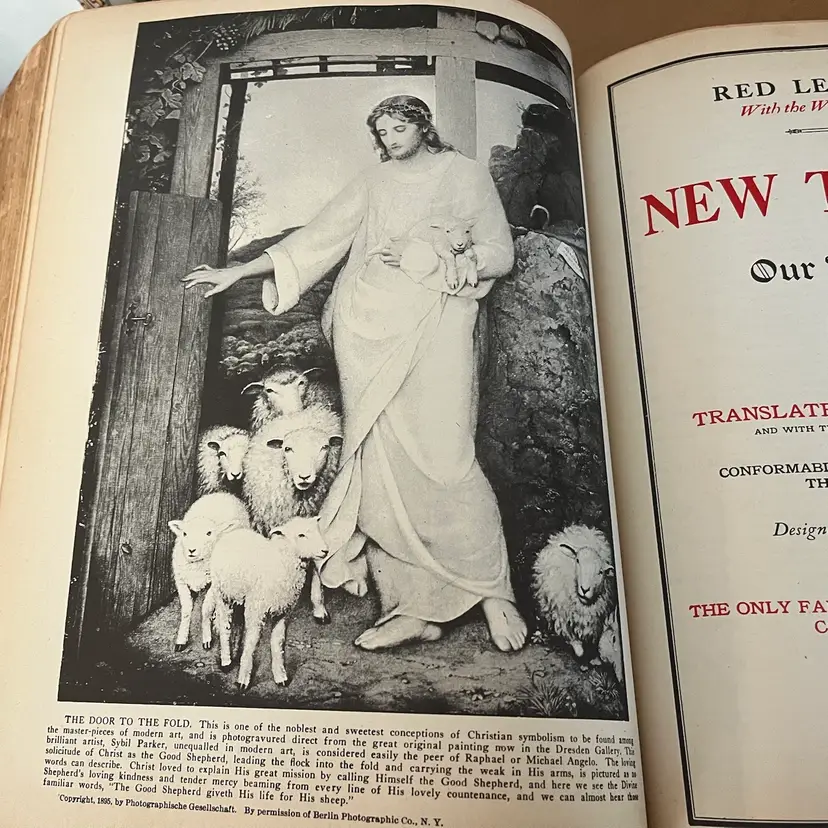 THE DOOR TO THE FOLD. This is one of the noblest and sweetest conceptions of Christian symbolism to be found among
the master-pieces of modern art, and is photogravured direct from the great original painting now in the Dresden Gallery. This
brilliant artist, Sybil Parker, unequalled in modern art, is considered easily the peer of Raphael or Michael Angelo. The loving
solicitude of Christ as the Good Shepherd, leading the flock into the fold and carrying the weak in His arms, is pictured as no
words can describe. Christ loved to explain His great mission by calling Himself the Good Shepherd, and here we see the Divine
Shepherd's loving kindness and tender mercy beaming from every line of His lovely countenance, and we can almost hear those
familiar words, "The Good Shepherd giveth His life for His sheep."
Copyright, 1895, by Photographische Gesellschaft. By permission of Berlin Photographic Co., N. Y.
RED LE
With the W
NEW T
Our
TRANSLATE
AND WITH T
CONFORMABL
TH
Design
THE ONLY FA
C